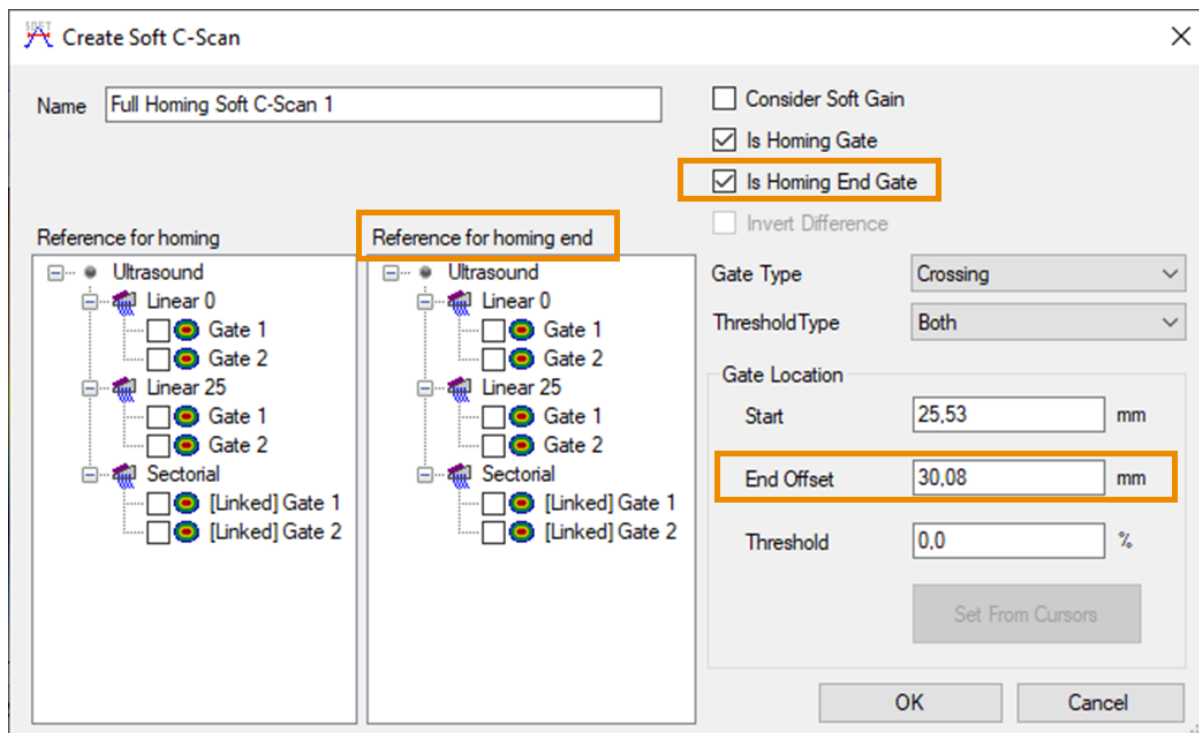 Create Soft C-Scan
Name
Full Homing Soft C-Scan 1
Consider Soft Gain
Is Homing Gate
Is Homing End Gate
Invert Difference
Reference for homing
Ultrasound
Linear 0
Gate 1
Gate 2
Linear 25
Gate 1
Gate 2
Sectorial
[Linked] Gate 1
[Linked] Gate 2
Reference for homing end
Ultrasound
Linear 0
Gate 1
Gate 2
Linear 25
Gate 1
Gate 2
Sectorial
[Linked] Gate 1
[Linked] Gate 2
Gate Type Crossing
ThresholdType Both
Gate Location
Start 25,53 mm
End Offset 30,08 mm
Threshold 0,0 %
Set From Cursors
OK Cancel